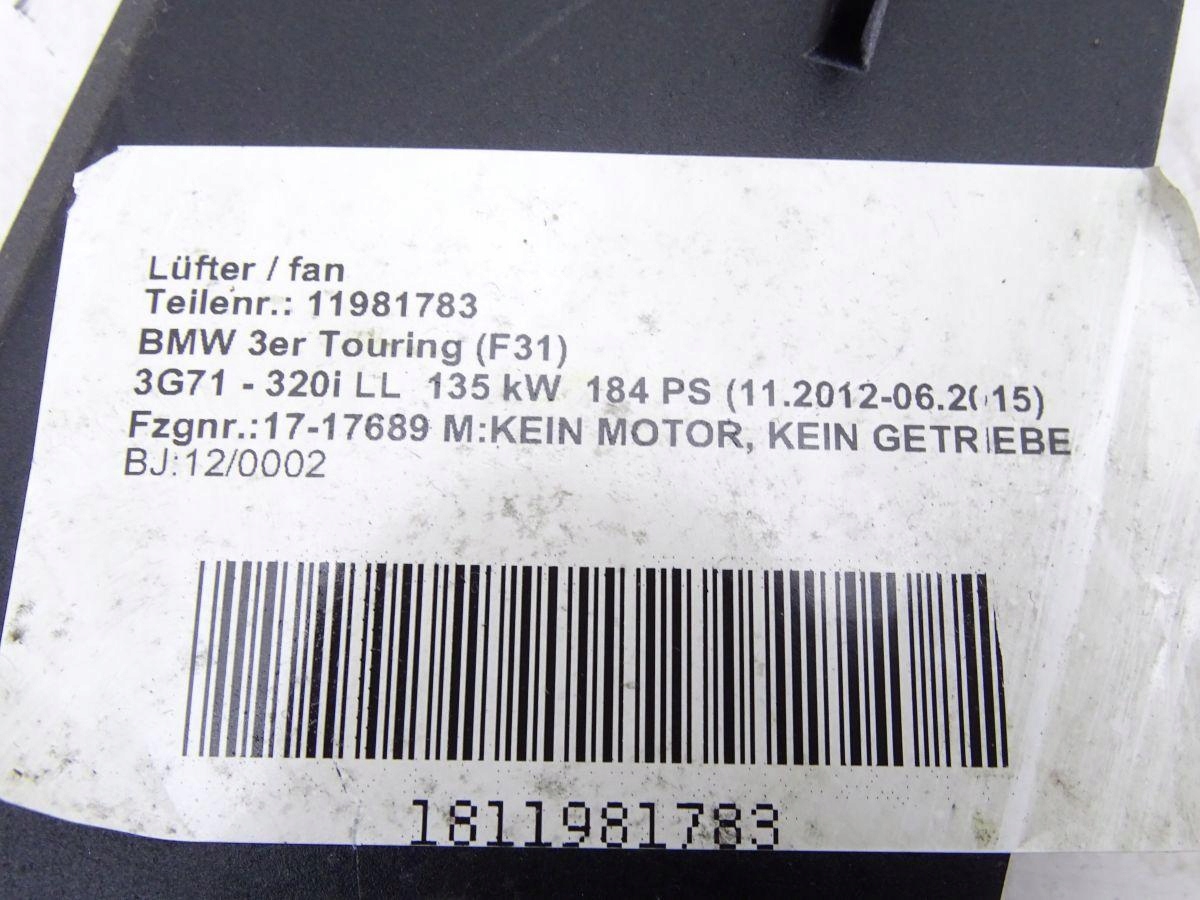 Lüfter / fan
Teilenr.: 11981783
BMW 3er Touring (F31)
3G71 - 320i LL 135 kW 184 PS (11.2012-06.2015)
Fzgnr.:17-17689 M:KEIN MOTOR, KEIN GETRIEBE
BJ:12/0002
1811981783